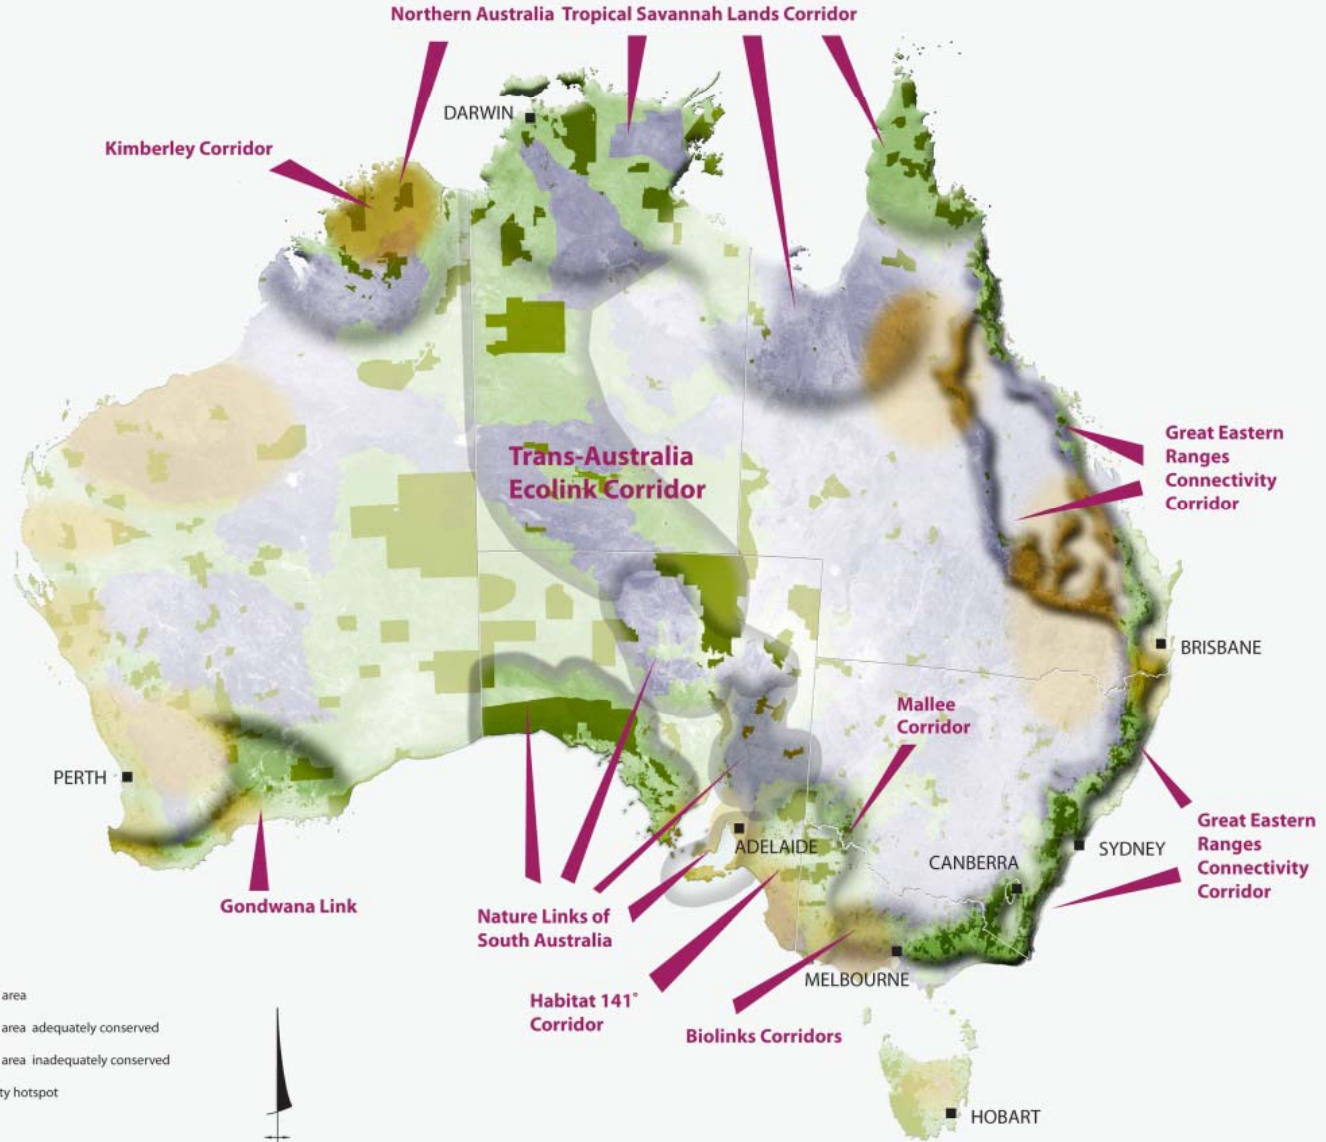 Northern Australia Tropical Savannah Lands Corridor
DARWIN
Kimberley Corridor
Trans-Australia
Ecolink Corridor
Great Eastern
Ranges
Connectivity
Corridor
BRISBANE
Mallee
Corridor
PERTH
ADELAIDE
CANBERRA
SYDNEY
Great Eastern
Ranges
Connectivity
Corridor
Gondwana Link
Nature Links of
South Australia
MELBOURNE
Habitat 141°
Corridor
Biolinks Corridors
HOBART
area
area adequately conserved
area inadequately conserved
ty hotspot